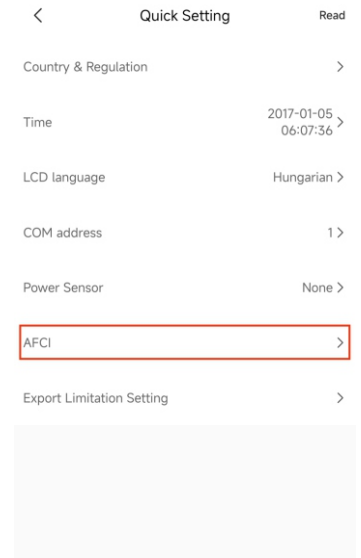 Quick Setting Read
Country & Regulation
Time 2017-01-05
06:07:36
LCD language Hungarian
COM address 1
Power Sensor None
AFCI
Export Limitation Setting